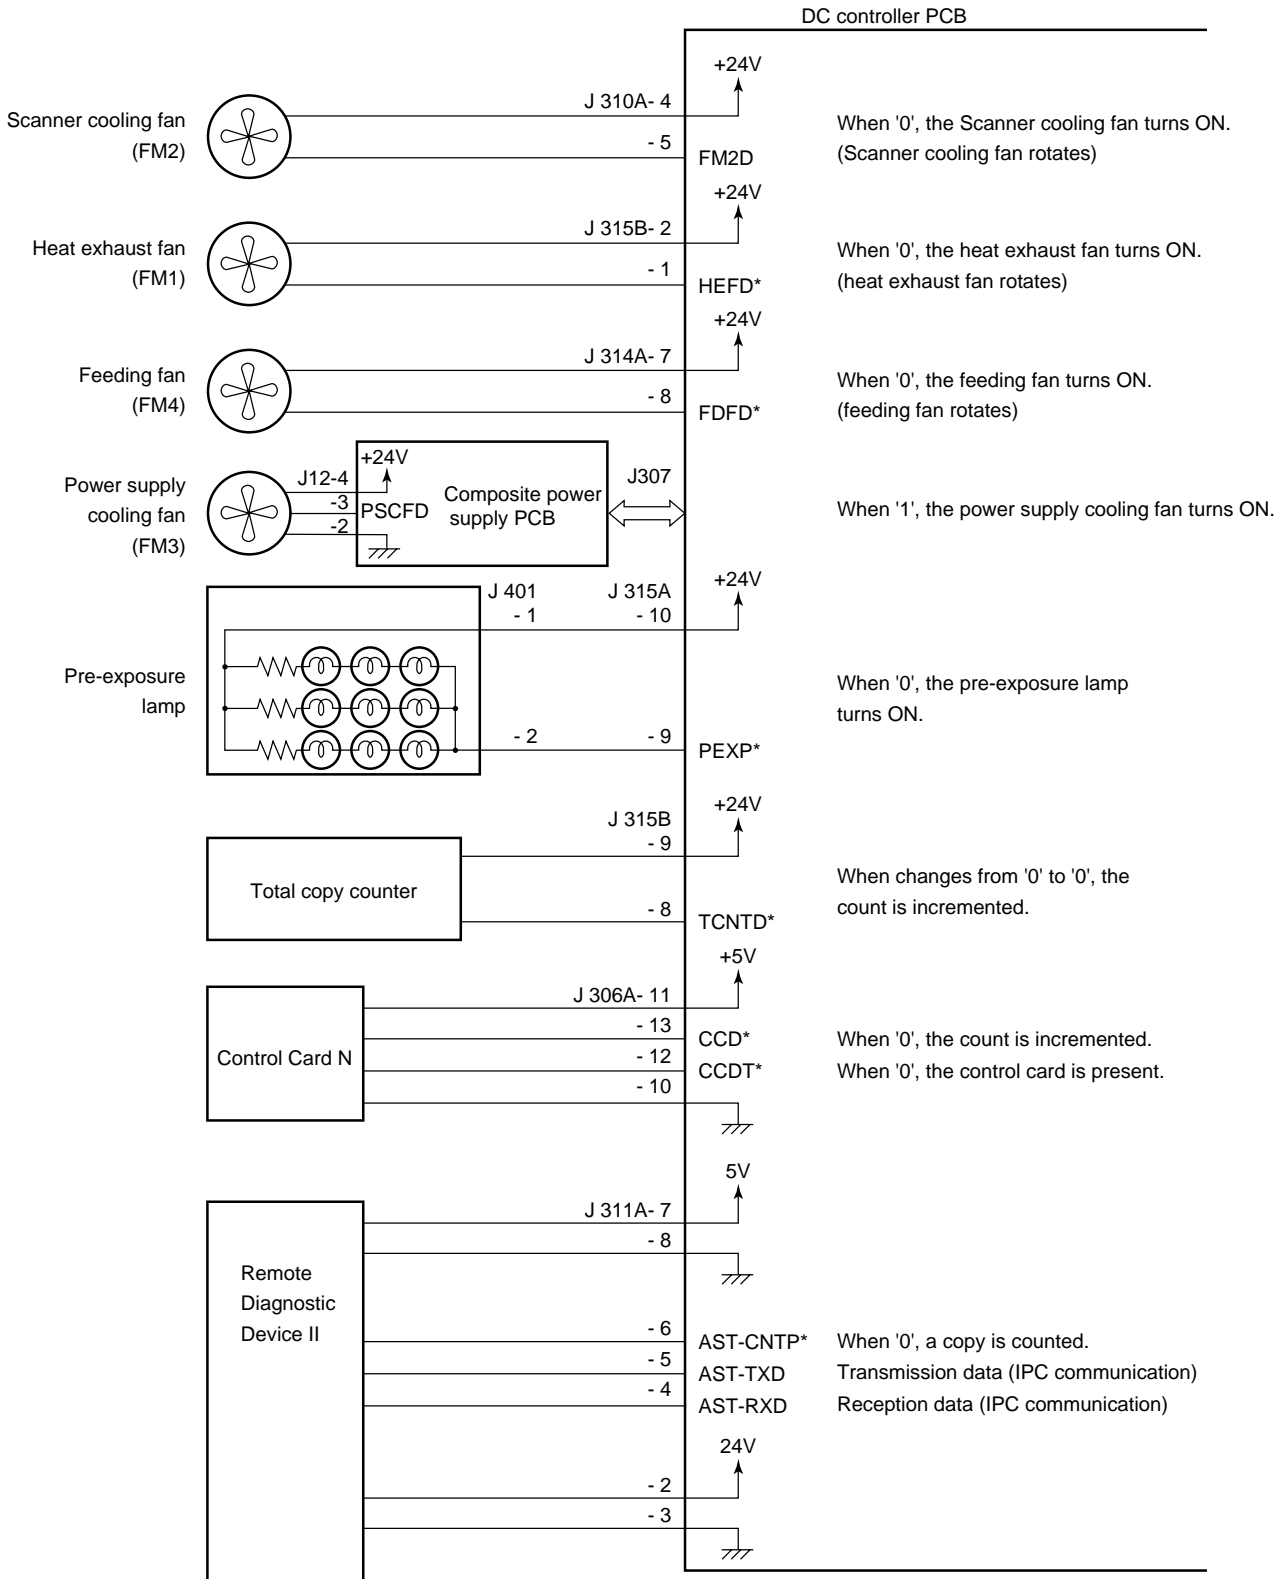 DC controller PCB
+24V
Scanner cooling fan
(FM2)
J 310A- 4
- 5
FM2D
When '0', the Scanner cooling fan turns ON.
(Scanner cooling fan rotates)
+24V
Heat exhaust fan
(FM1)
J 315B- 2
- 1
HEFD*
When '0', the heat exhaust fan turns ON.
(heat exhaust fan rotates)
+24V
Feeding fan
(FM4)
J 314A- 7
- 8
FDFD*
When '0', the feeding fan turns ON.
(feeding fan rotates)
Power supply
cooling fan
(FM3)
J12-4
-3
-2
+24V
PSCFD
Composite power
supply PCB
J307
When '1', the power supply cooling fan turns ON.
Pre-exposure
lamp
J 401
- 1
- 2
J 315A
- 10
- 9
+24V
PEXP*
When '0', the pre-exposure lamp
turns ON.
Total copy counter
J 315B
- 9
- 8
+24V
TCNTD*
When changes from '0' to '0', the
count is incremented.
Control Card N
+5V
J 306A- 11
- 13
CCD*
When '0', the count is incremented.
- 12
CCDT*
When '0', the control card is present.
- 10
Remote
Diagnostic
Device II
5V
J 311A- 7
- 8
- 6
AST-CNTP*
When '0', a copy is counted.
- 5
AST-TXD
Transmission data (IPC communication)
- 4
AST-RXD
Reception data (IPC communication)
24V
- 2
- 3